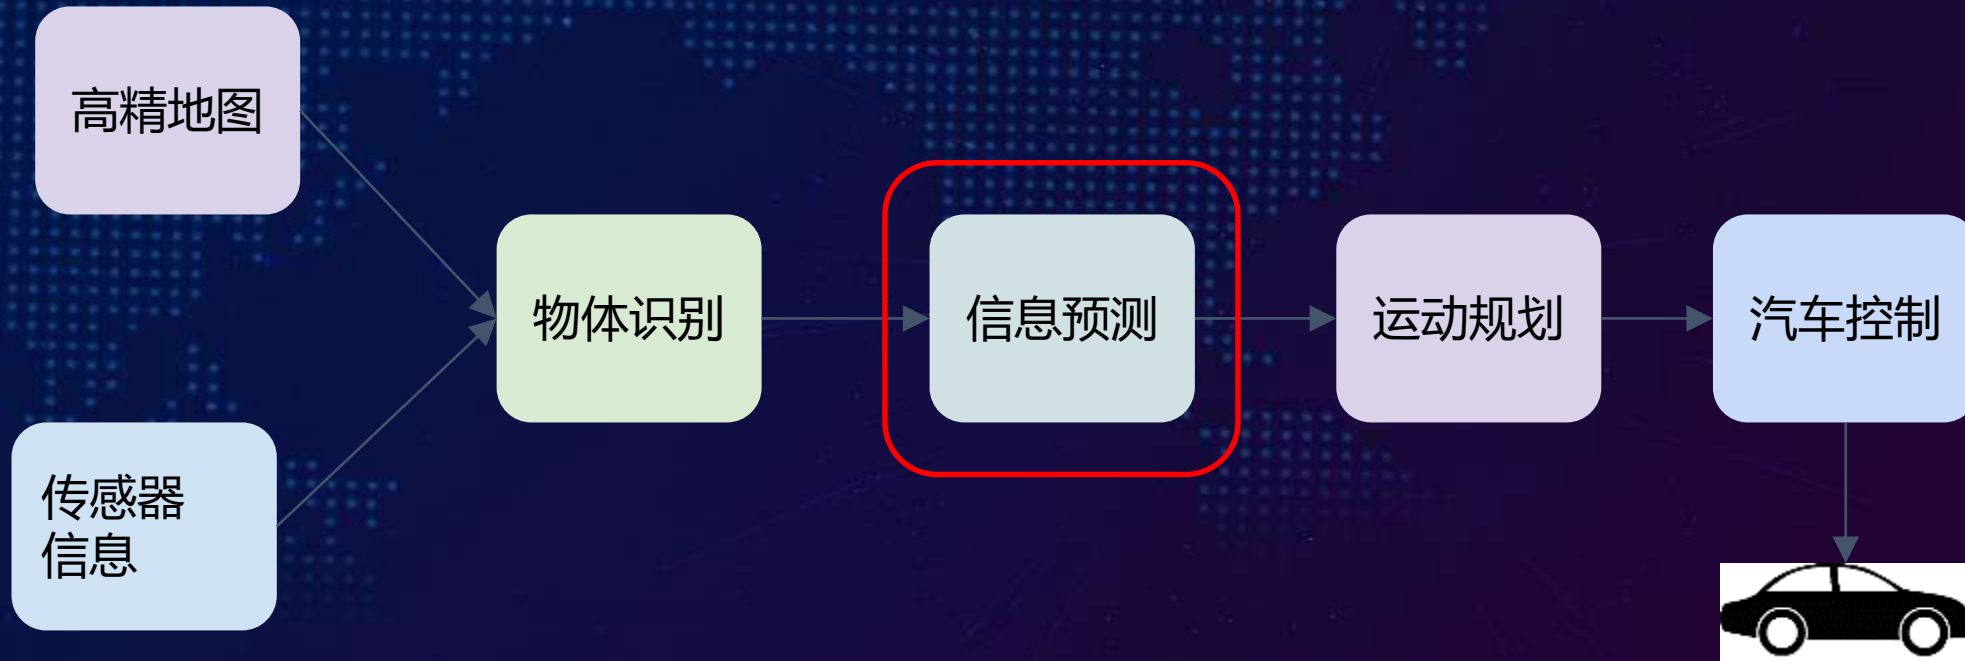 高精地图
物体识别
信息预测
运动规划
汽车控制
传感器
信息